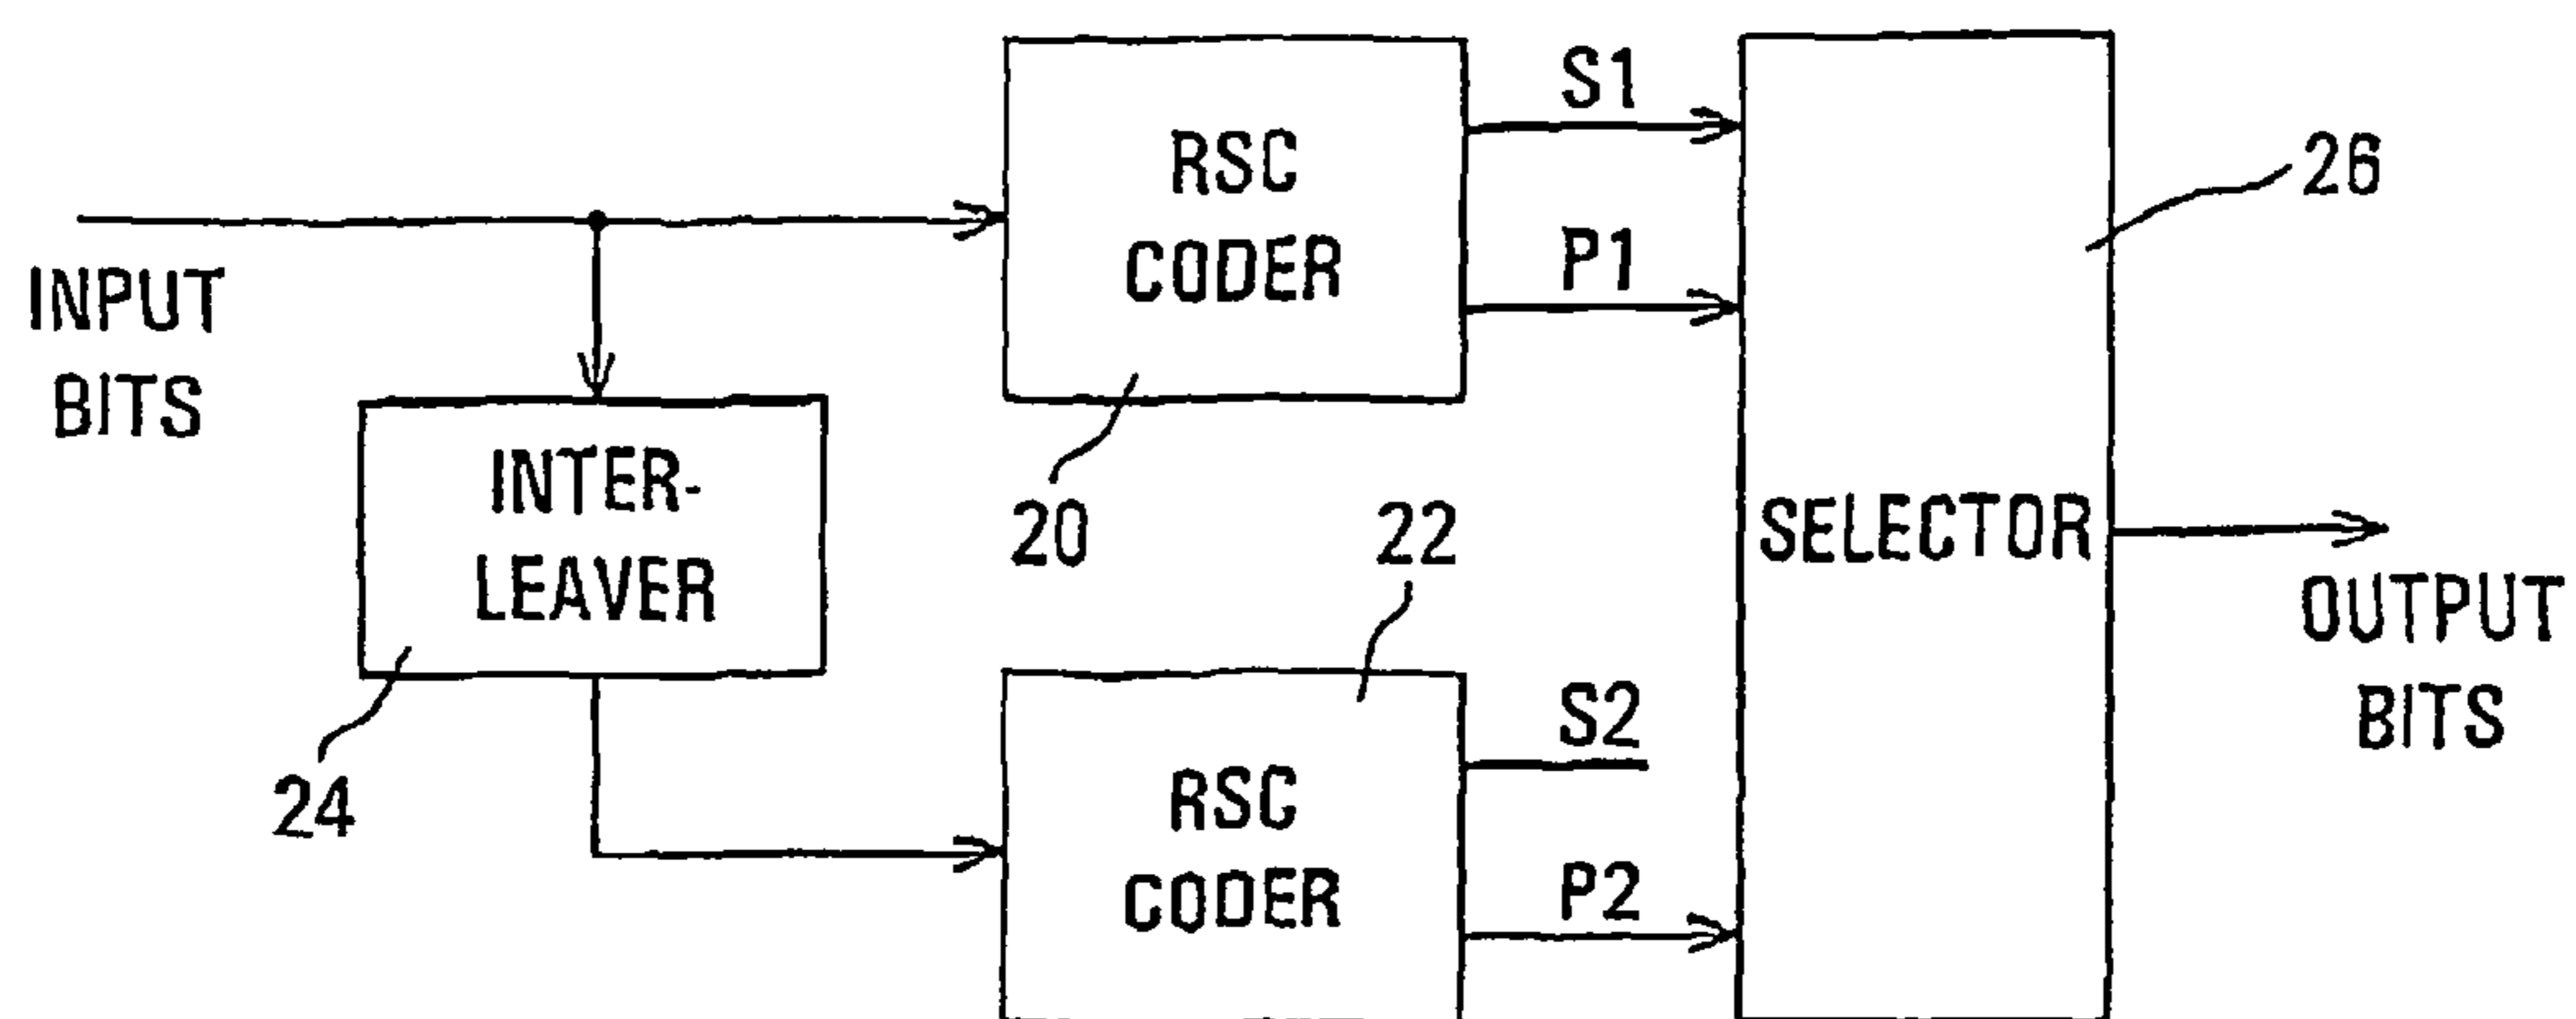 INPUT
BITS
INTER-
LEAVER
24
RSC
CODER
20
S1
P1
22
RSC
CODER
S2
P2
SELECTOR
26
OUTPUT
BITS